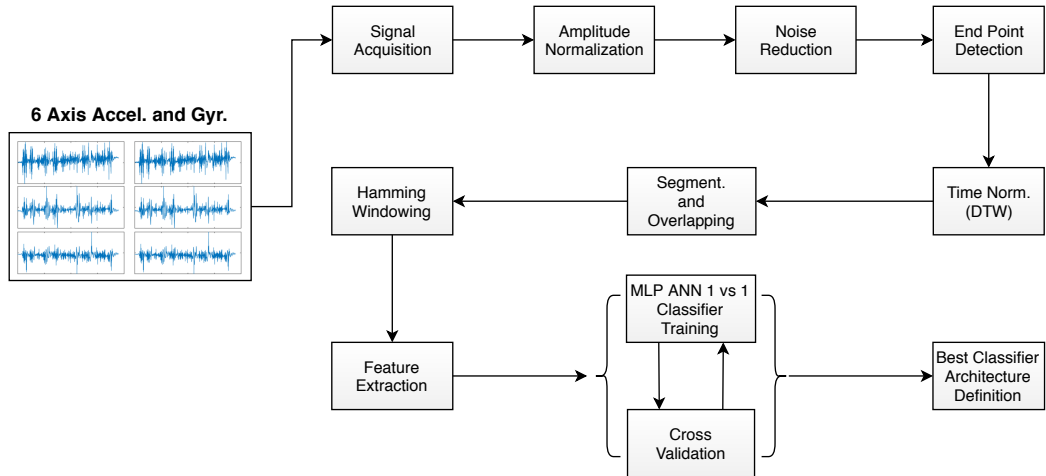 6 Axis Accel. and Gyr.
Signal
Acquisition
Amplitude
Normalization
Noise
Reduction
End Point
Detection
Time Norm.
(DTW)
Segment.
and
Overlapping
Hamming
Windowing
Feature
Extraction
MLP ANN 1 vs 1
Classifier
Training
Cross
Validation
Best Classifier
Architecture
Definition